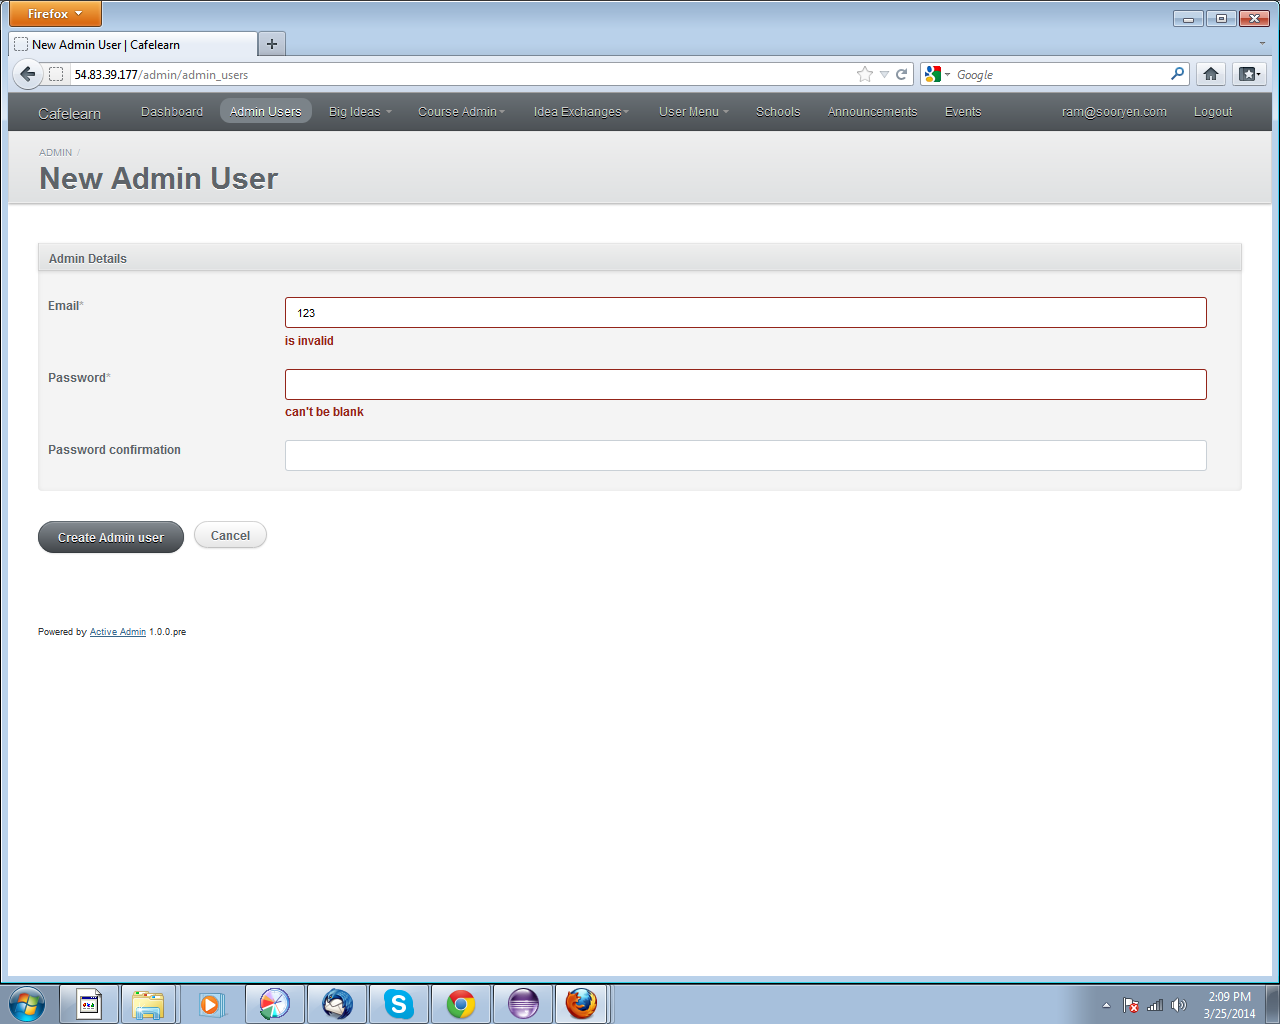 Firefox
New Admin User | Cafelearn
54.83.39.177/admin/admin_users
Google
Cafelearn Dashboard Admin Users Big Ideas Course Admin Idea Exchanges User Menu Schools Announcements Events ram@sooryen.com Logout
ADMIN /
New Admin User
Admin Details
Email*
123
is invalid
Password*
can't be blank
Password confirmation
Create Admin user Cancel
Powered by Active Admin 1.0.0.pre
2:09 PM
3/25/2014